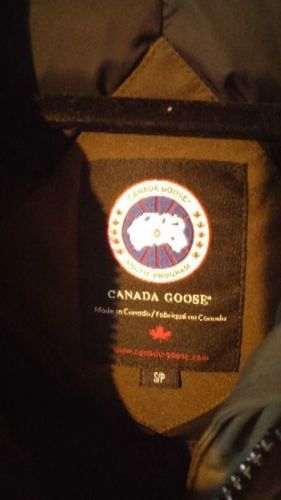 CANADA GOOSE®
ARCTIC PROGRAM
CANADA GOOSE®
Made in Canada/Fabriqué au Canada
www.canada-goose.com
S/P